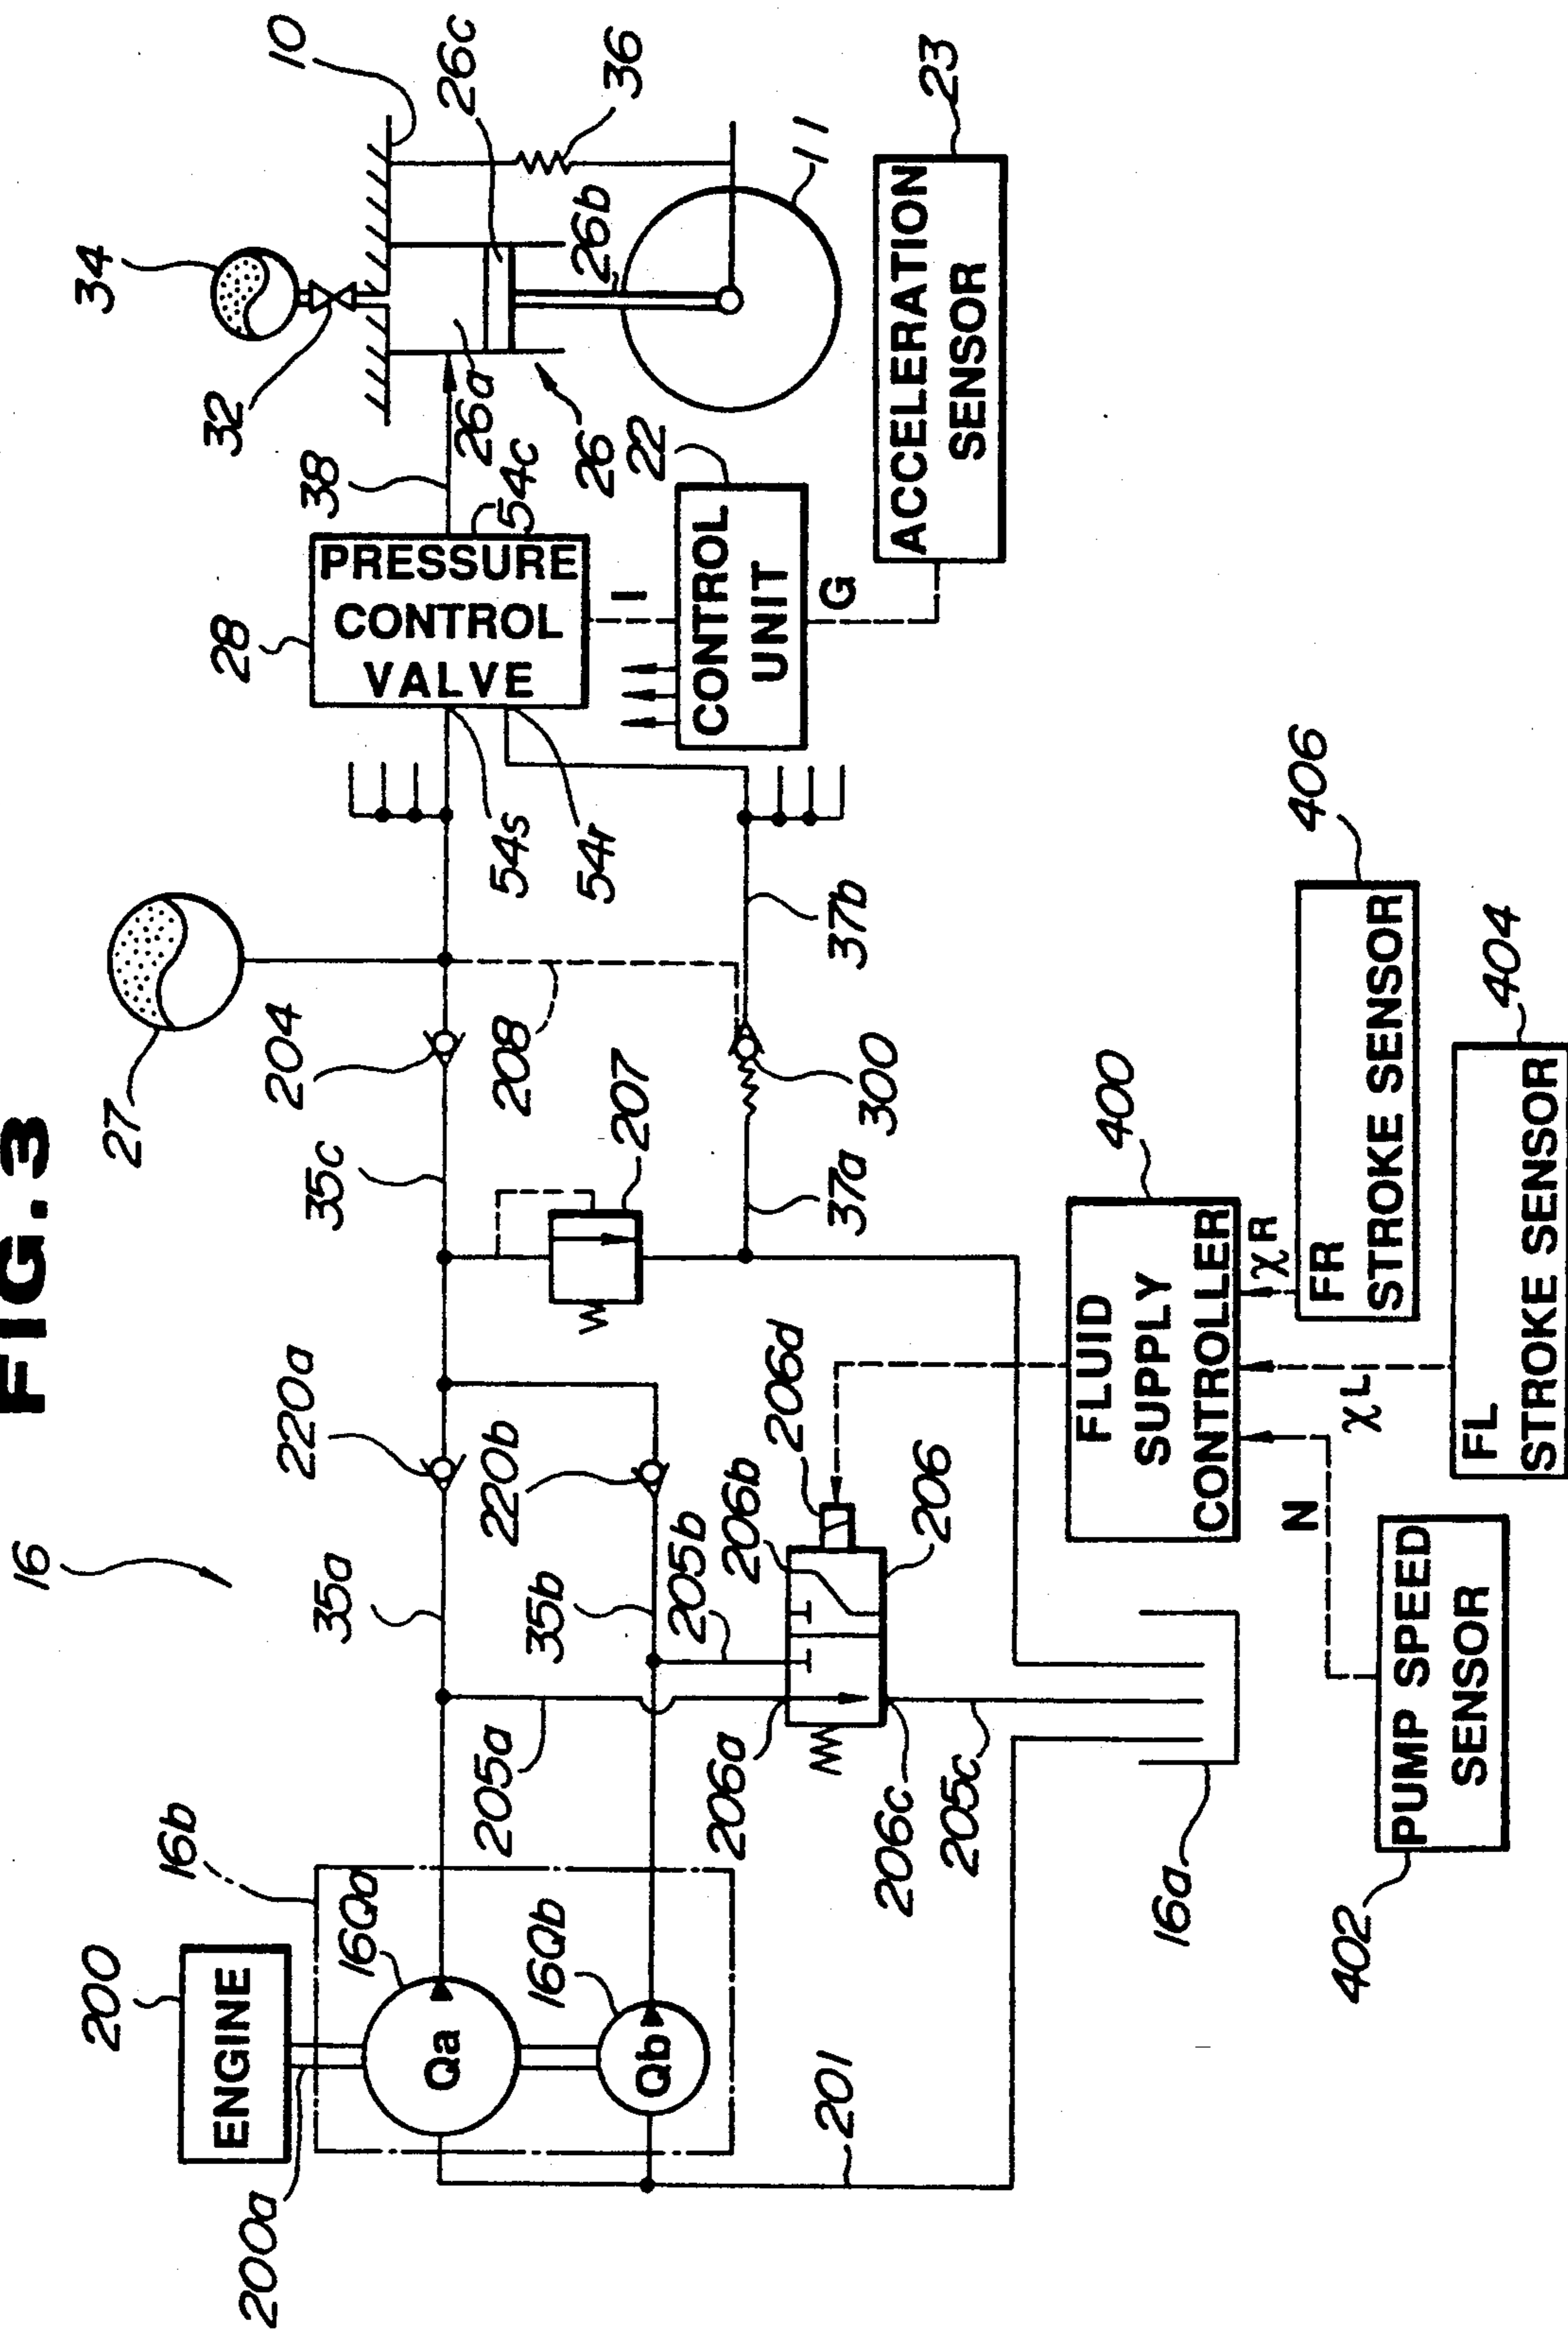 FIG.3
16
27
34
10
26c
36
32
26a
26b
26
11
38
54c
28
PRESSURE
CONTROL
VALVE
54s
54r
I
22
CONTROL
UNIT
G
23
ACCELERATION
SENSOR
204
208
37b
300
35c
207
37a
220a
220b
35a
35b
205b
206b
206d
206
205a
206a
206c
205c
16b
200
ENGINE
200a
16Qa
Qa
16Qb
Qb
201
16a
400
FLUID
SUPPLY
CONTROLLER
χR
χL
N
406
FR
STROKE SENSOR
404
FL
STROKE SENSOR
402
PUMP SPEED
SENSOR